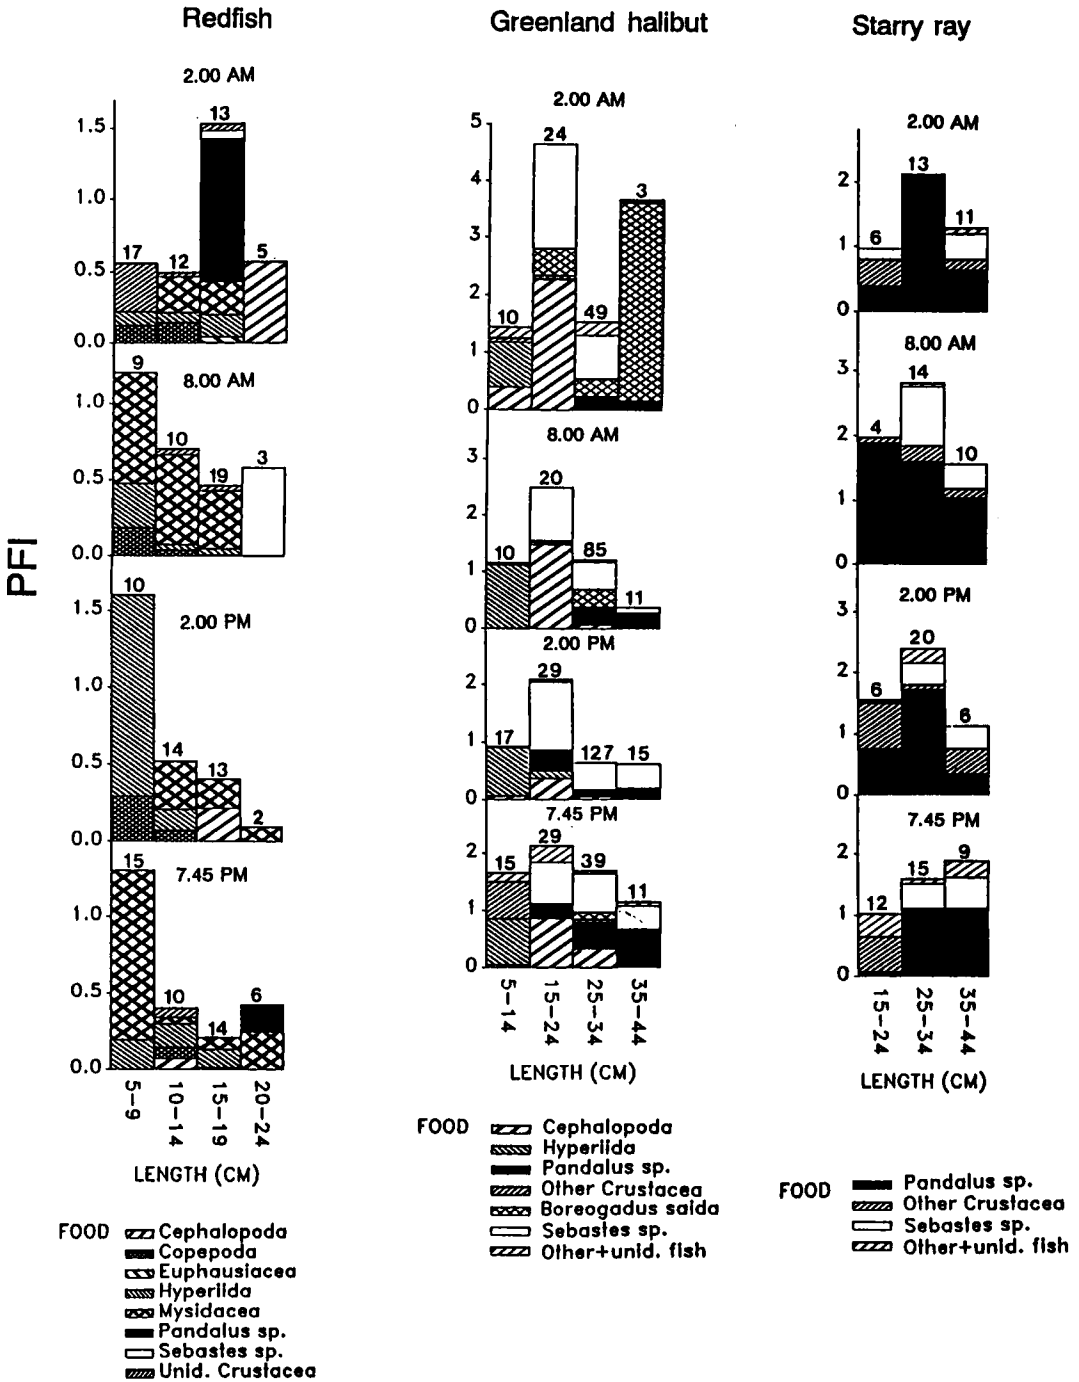 Redfish
2.00 AM
1.5
1.0
0.5
0.0
17
12
13
5
8.00 AM
1.0
0.5
0.0
9
10
19
3
2.00 PM
1.5
1.0
0.5
0.0
10
14
13
2
7.45 PM
1.0
0.5
0.0
15
10
14
6
5-9
10-14
15-19
20-24
LENGTH (CM)
PFI
FOOD
Cephalopoda
Copepoda
Euphausiacea
Hyperiida
Mysidacea
Pandalus sp.
Sebastes sp.
Unid. Crustacea
Greenland halibut
2.00 AM
5
4
3
2
1
0
10
24
49
3
8.00 AM
3
2
1
0
10
20
85
11
2.00 PM
2
1
0
17
29
127
15
7.45 PM
2
1
0
15
29
39
11
5-14
15-24
25-34
35-44
LENGTH (CM)
FOOD
Cephalopoda
Hyperiida
Pandalus sp.
Other Crustacea
Boreogadus saida
Sebastes sp.
Other+unid. fish
Starry ray
2.00 AM
2
1
0
6
13
11
8.00 AM
3
2
1
0
4
14
10
2.00 PM
3
2
1
0
6
20
6
7.45 PM
2
1
0
12
15
9
15-24
25-34
35-44
LENGTH (CM)
FOOD
Pandalus sp.
Other Crustacea
Sebastes sp.
Other+unid. fish